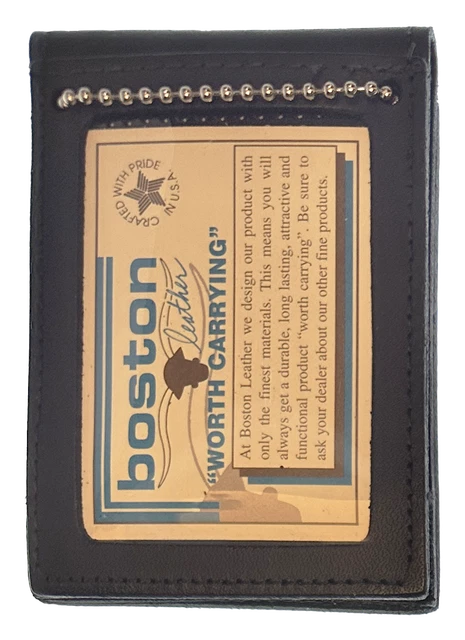 CRAFTED WITH PRIDE
IN U.S.A.
boston
leather
"WORTH CARRYING"
At Boston Leather we design our product with
only the finest materials. This means you will
always get a durable, long lasting, attractive and
functional product "worth carrying". Be sure to
ask your dealer about our other fine products.